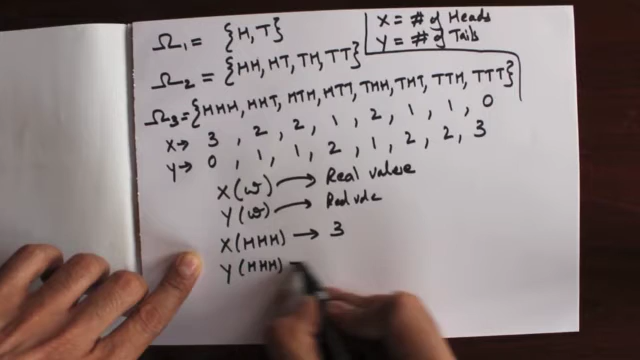 Ω₁ = {H, T}
X = # of Heads
Y = # of Tails
Ω₂ = {HH, HT, TH, TT}
Ω₃ = {HHH, HHT, HTH, HTT, THH, THT, TTH, TTT}
X → 3, 2, 2, 1, 2, 1, 1, 0
Y → 0, 1, 1, 2, 1, 2, 2, 3
X(ω) → Real value
Y(ω) → Real vale
X(HHH) → 3
Y(HHH)